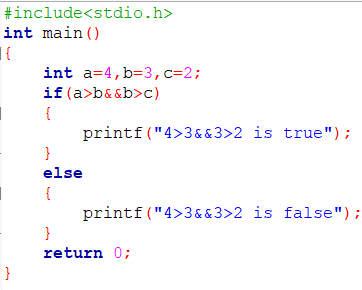 #include<stdio.h>
int main()
{
    int a=4,b=3,c=2;
    if(a>b&&b>c)
    {
        printf("4>3&&3>2 is true");
    }
    else
    {
        printf("4>3&&3>2 is false");
    }
    return 0;
}